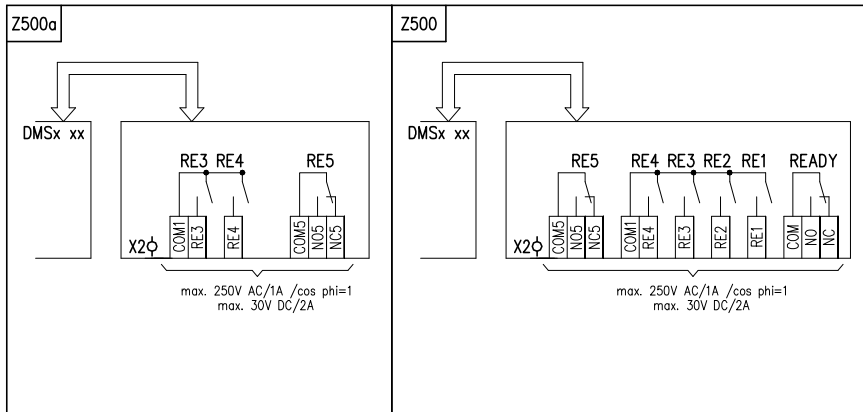 Z500a
DMSx xx
RE3 RE4 RE5
X2
COM1 RE3 RE4 COM5 NO5 NC5
max. 250V AC/1A /cos phi=1
max. 30V DC/2A
Z500
DMSx xx
RE5 RE4 RE3 RE2 RE1 READY
X2
COM5 NO5 NC5 COM1 RE4 RE3 RE2 RE1 COM NO NC
max. 250V AC/1A /cos phi=1
max. 30V DC/2A